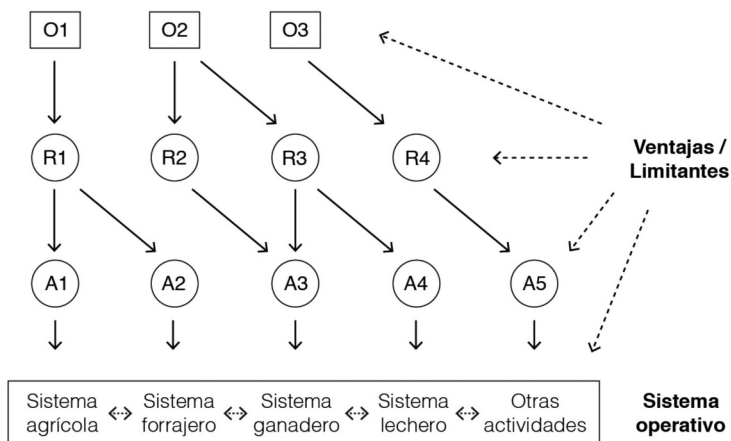 O1
O2
O3
R1
R2
R3
R4
Ventajas /
Limitantes
A1
A2
A3
A4
A5
Sistema
agrícola
Sistema
forrajero
Sistema
ganadero
Sistema
lechero
Otras
actividades
Sistema
operativo